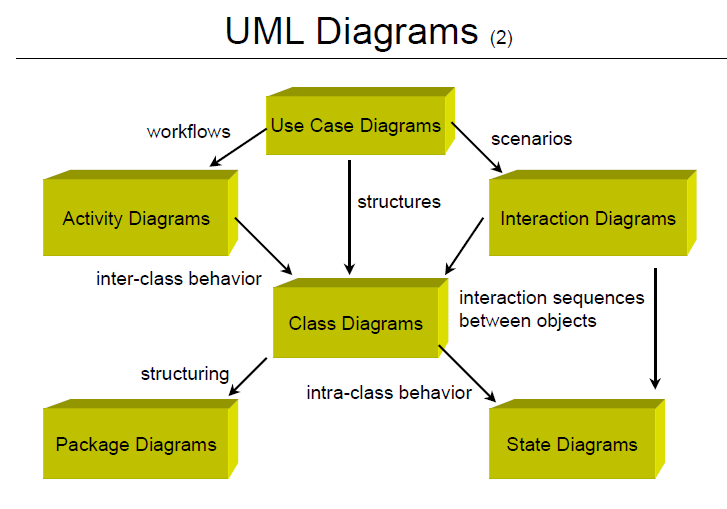 UML Diagrams (2)
Use Case Diagrams
workflows
scenarios
structures
Activity Diagrams
Interaction Diagrams
inter-class behavior
Class Diagrams
interaction sequences
between objects
structuring
intra-class behavior
Package Diagrams
State Diagrams